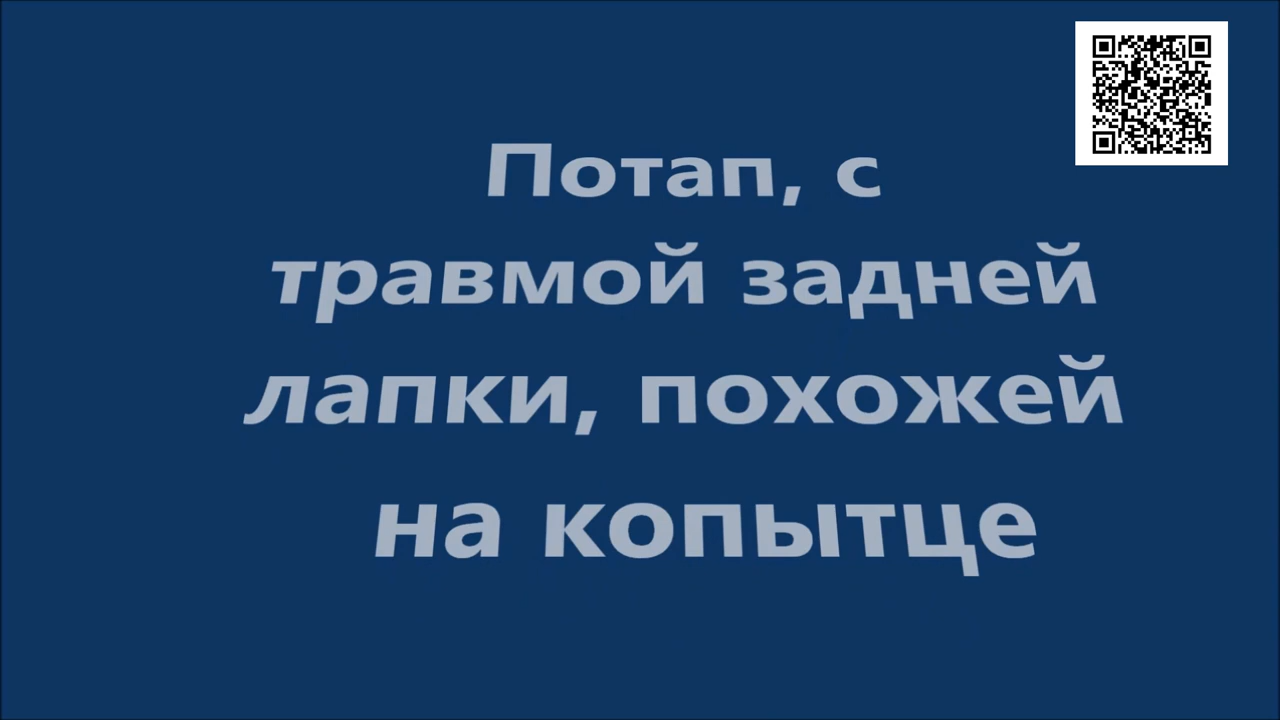 Потап, с
травмой задней
лапки, похожей
на копытце